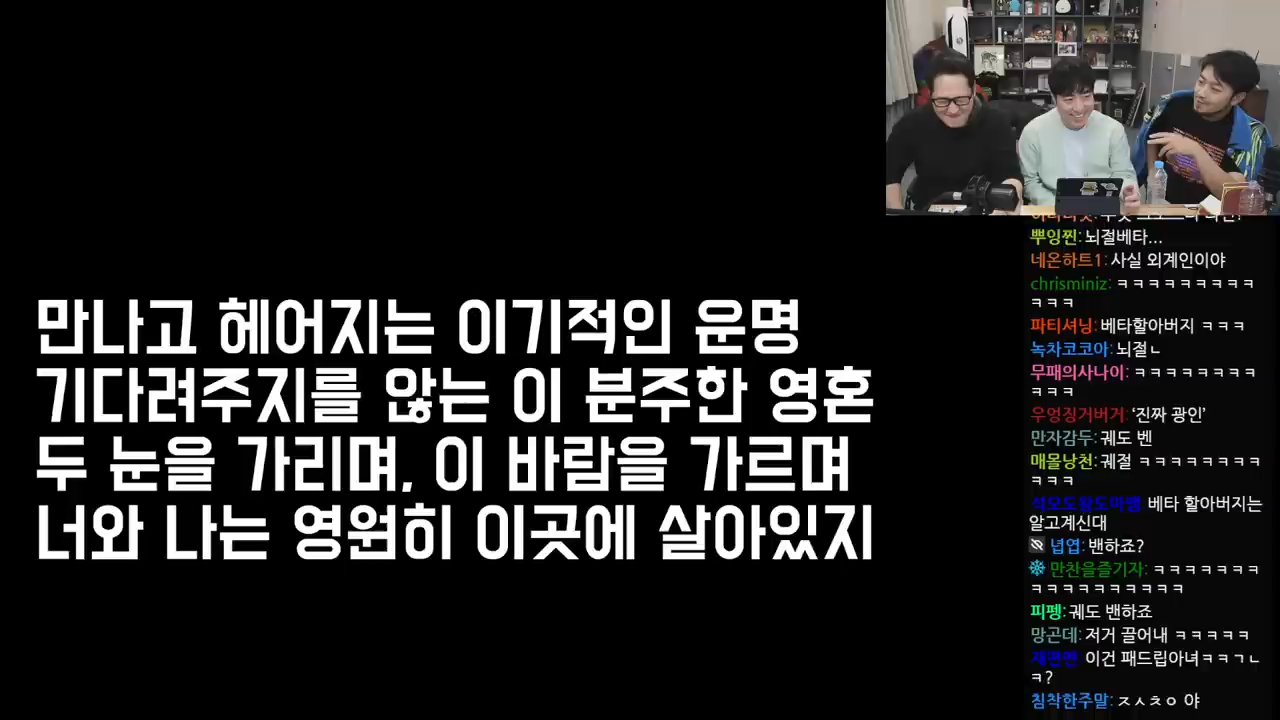 만나고 헤어지는 이기적인 운명
기다려주지를 않는 이 분주한 영혼
두 눈을 가리며, 이 바람을 가르며
너와 나는 영원히 이곳에 살아있지
뿌잉찐: 뇌절베타...
네온하트1: 사실 외계인이야
chrisminiz: ㅋㅋㅋㅋㅋㅋㅋㅋㅋ
ㅋㅋㅋ
파티셔닝: 베타할아버지 ㅋㅋㅋ
녹차코코아: 뇌절ㄴ
무패의사나이: ㅋㅋㅋㅋㅋㅋㅋㅋ
ㅋㅋㅋ
우엉징거버거: ‘진짜 광인’
만자감두: 궤도 벤
매몰낭천: 궤절 ㅋㅋㅋㅋㅋㅋㅋㅋ
ㅋㅋㅋ
석모도왕도마뱀: 베타 할아버지는
알고계신대
녑엽: 밴하죠?
만찬을즐기자: ㅋㅋㅋㅋㅋㅋㅋ
ㅋㅋㅋㅋㅋㅋㅋㅋㅋㅋ
피펭: 궤도 밴하죠
망곤데: 저거 끌어내 ㅋㅋㅋㅋㅋ
이건 패드립아녀ㅋㅋㄱㄴ
ㅋ?
침착한주말: ㅈㅅㅊㅇ 야